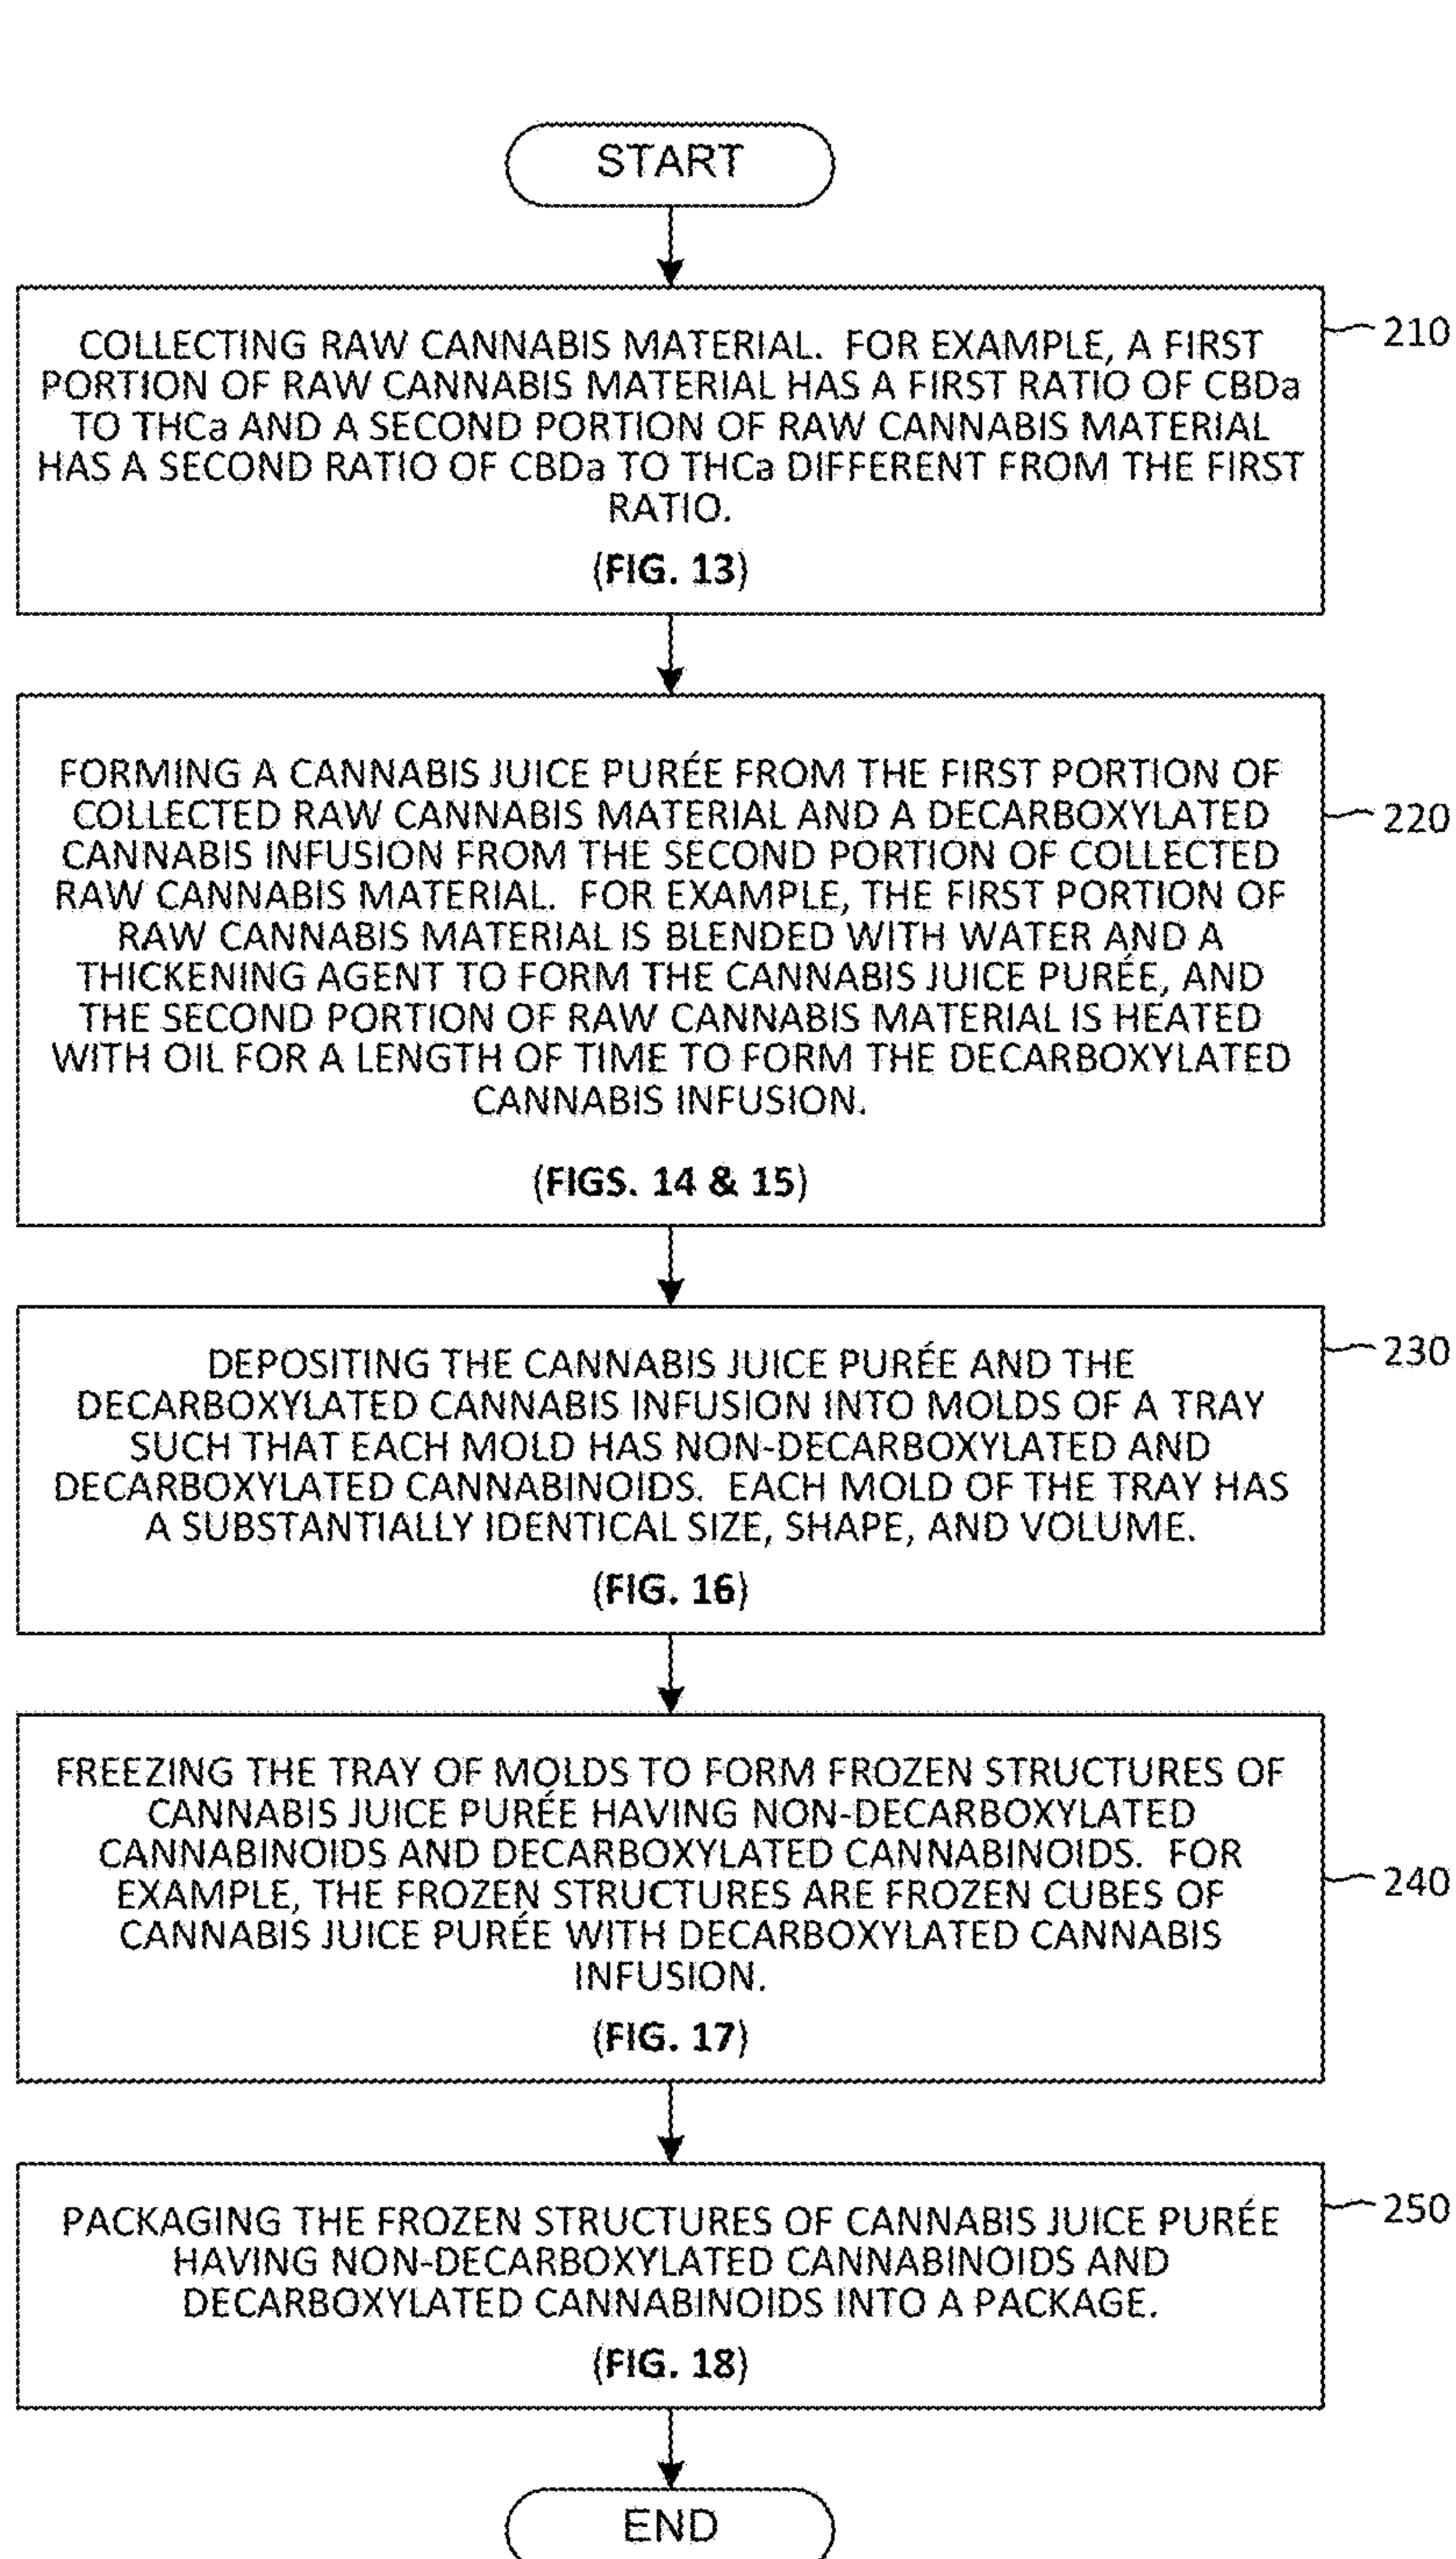 START
COLLECTING RAW CANNABIS MATERIAL. FOR EXAMPLE, A FIRST
PORTION OF RAW CANNABIS MATERIAL HAS A FIRST RATIO OF CBDa
TO THCa AND A SECOND PORTION OF RAW CANNABIS MATERIAL
HAS A SECOND RATIO OF CBDa TO THCa DIFFERENT FROM THE FIRST
RATIO.
(FIG. 13)
210
FORMING A CANNABIS JUICE PURÉE FROM THE FIRST PORTION OF
COLLECTED RAW CANNABIS MATERIAL AND A DECARBOXYLATED
CANNABIS INFUSION FROM THE SECOND PORTION OF COLLECTED
RAW CANNABIS MATERIAL. FOR EXAMPLE, THE FIRST PORTION OF
RAW CANNABIS MATERIAL IS BLENDED WITH WATER AND A
THICKENING AGENT TO FORM THE CANNABIS JUICE PURÉE, AND
THE SECOND PORTION OF RAW CANNABIS MATERIAL IS HEATED
WITH OIL FOR A LENGTH OF TIME TO FORM THE DECARBOXYLATED
CANNABIS INFUSION.
(FIGS. 14 & 15)
220
DEPOSITING THE CANNABIS JUICE PURÉE AND THE
DECARBOXYLATED CANNABIS INFUSION INTO MOLDS OF A TRAY
SUCH THAT EACH MOLD HAS NON-DECARBOXYLATED AND
DECARBOXYLATED CANNABINOIDS. EACH MOLD OF THE TRAY HAS
A SUBSTANTIALLY IDENTICAL SIZE, SHAPE, AND VOLUME.
(FIG. 16)
230
FREEZING THE TRAY OF MOLDS TO FORM FROZEN STRUCTURES OF
CANNABIS JUICE PURÉE HAVING NON-DECARBOXYLATED
CANNABINOIDS AND DECARBOXYLATED CANNABINOIDS. FOR
EXAMPLE, THE FROZEN STRUCTURES ARE FROZEN CUBES OF
CANNABIS JUICE PURÉE WITH DECARBOXYLATED CANNABIS
INFUSION.
(FIG. 17)
240
PACKAGING THE FROZEN STRUCTURES OF CANNABIS JUICE PURÉE
HAVING NON-DECARBOXYLATED CANNABINOIDS AND
DECARBOXYLATED CANNABINOIDS INTO A PACKAGE.
(FIG. 18)
250
END